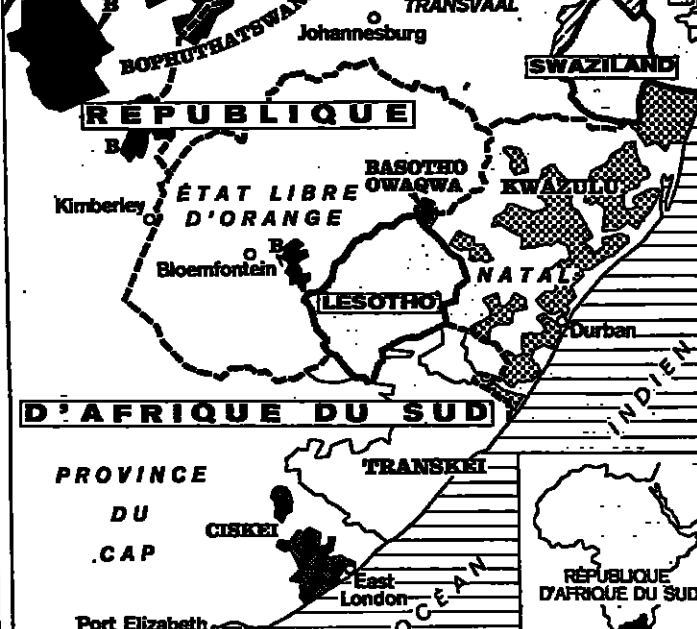 B
TRANSVAAL
BOPHUTHATSWAN
Johannesburg
SWAZILAND
RÉPUBLIQUE
B
BASOTHO
QWAQWA
KWAZULU
Kimberley
ÉTAT LIBRE
D'ORANGE
B
Bloemfontein
NATAL
LESOTHO
Durban
INDIEN
D'AFRIQUE DU SUD
PROVINCE
DU
CAP
TRANSKEI
CISKEI
East
London
OCÉAN
RÉPUBLIQUE
D'AFRIQUE DU SUD
Port Elizabeth